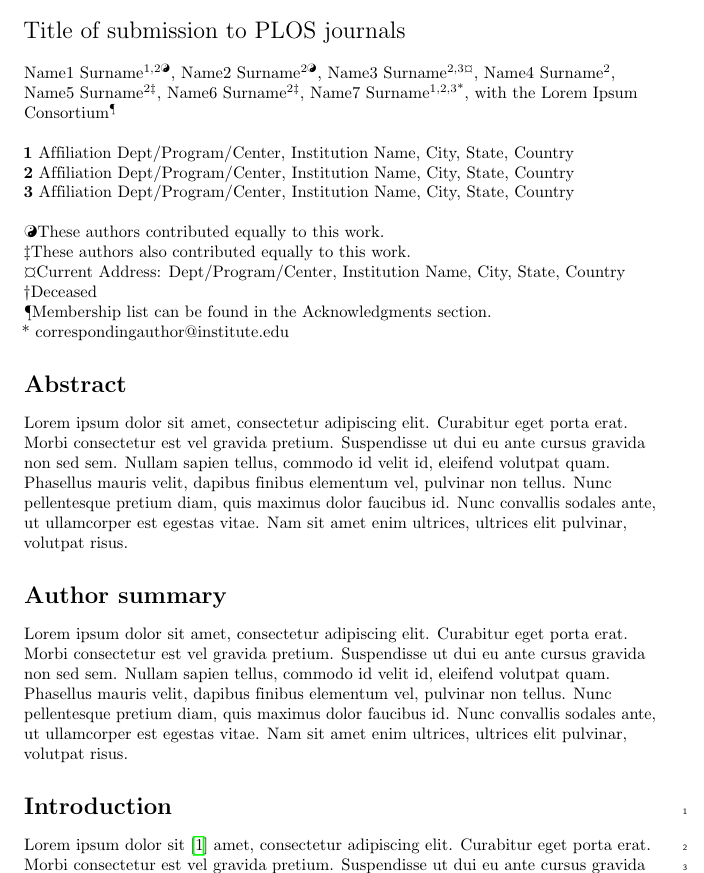 Title of submission to PLOS journals
Name1 Surname1,2☯, Name2 Surname2☯, Name3 Surname2,3¤, Name4 Surname2,
Name5 Surname2‡, Name6 Surname2‡, Name7 Surname1,2,3*, with the Lorem Ipsum
Consortium¶
1 Affiliation Dept/Program/Center, Institution Name, City, State, Country
2 Affiliation Dept/Program/Center, Institution Name, City, State, Country
3 Affiliation Dept/Program/Center, Institution Name, City, State, Country
☯These authors contributed equally to this work.
‡These authors also contributed equally to this work.
¤Current Address: Dept/Program/Center, Institution Name, City, State, Country
†Deceased
¶Membership list can be found in the Acknowledgments section.
* correspondingauthor@institute.edu
Abstract
Lorem ipsum dolor sit amet, consectetur adipiscing elit. Curabitur eget porta erat.
Morbi consectetur est vel gravida pretium. Suspendisse ut dui eu ante cursus gravida
non sed sem. Nullam sapien tellus, commodo id velit id, eleifend volutpat quam.
Phasellus mauris velit, dapibus finibus elementum vel, pulvinar non tellus. Nunc
pellentesque pretium diam, quis maximus dolor faucibus id. Nunc convallis sodales ante,
ut ullamcorper est egestas vitae. Nam sit amet enim ultrices, ultrices elit pulvinar,
volutpat risus.
Author summary
Lorem ipsum dolor sit amet, consectetur adipiscing elit. Curabitur eget porta erat.
Morbi consectetur est vel gravida pretium. Suspendisse ut dui eu ante cursus gravida
non sed sem. Nullam sapien tellus, commodo id velit id, eleifend volutpat quam.
Phasellus mauris velit, dapibus finibus elementum vel, pulvinar non tellus. Nunc
pellentesque pretium diam, quis maximus dolor faucibus id. Nunc convallis sodales ante,
ut ullamcorper est egestas vitae. Nam sit amet enim ultrices, ultrices elit pulvinar,
volutpat risus.
Introduction 1
Lorem ipsum dolor sit [1] amet, consectetur adipiscing elit. Curabitur eget porta erat. 2
Morbi consectetur est vel gravida pretium. Suspendisse ut dui eu ante cursus gravida 3